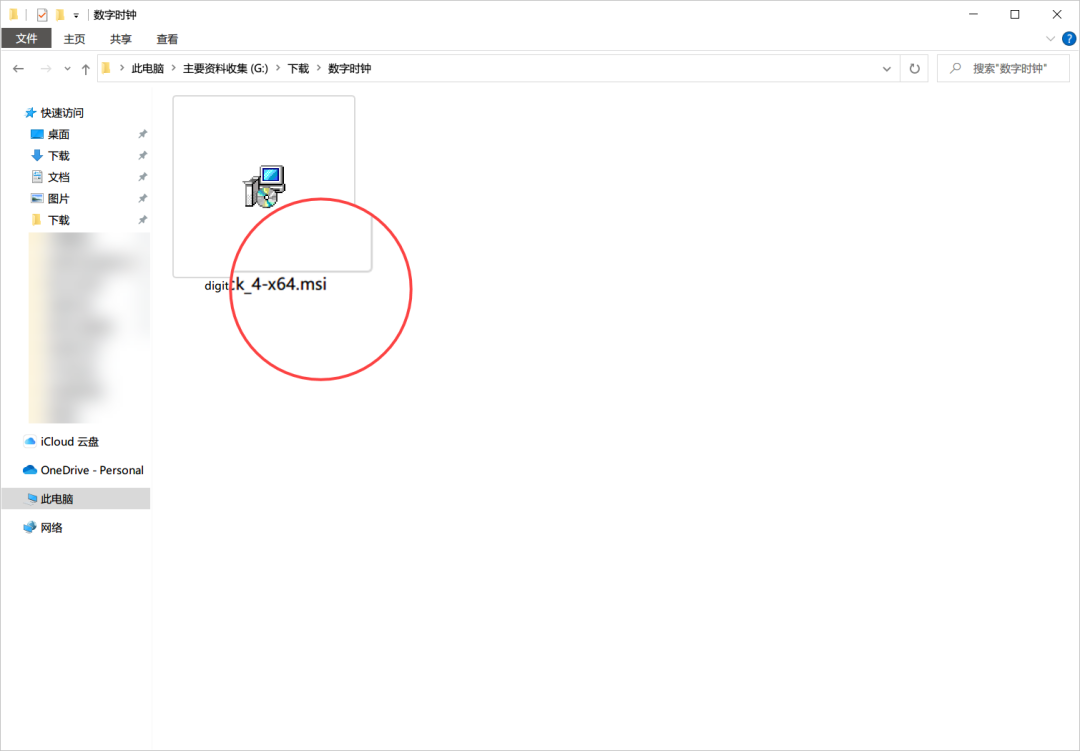 数字时钟
文件 主页 共享 查看
此电脑 主要资料收集 (G:) 下载 数字时钟
搜索"数字时钟"
快速访问
桌面
下载
文档
图片
下载
digitck_4-x64.msi
iCloud 云盘
OneDrive - Personal
此电脑
网络